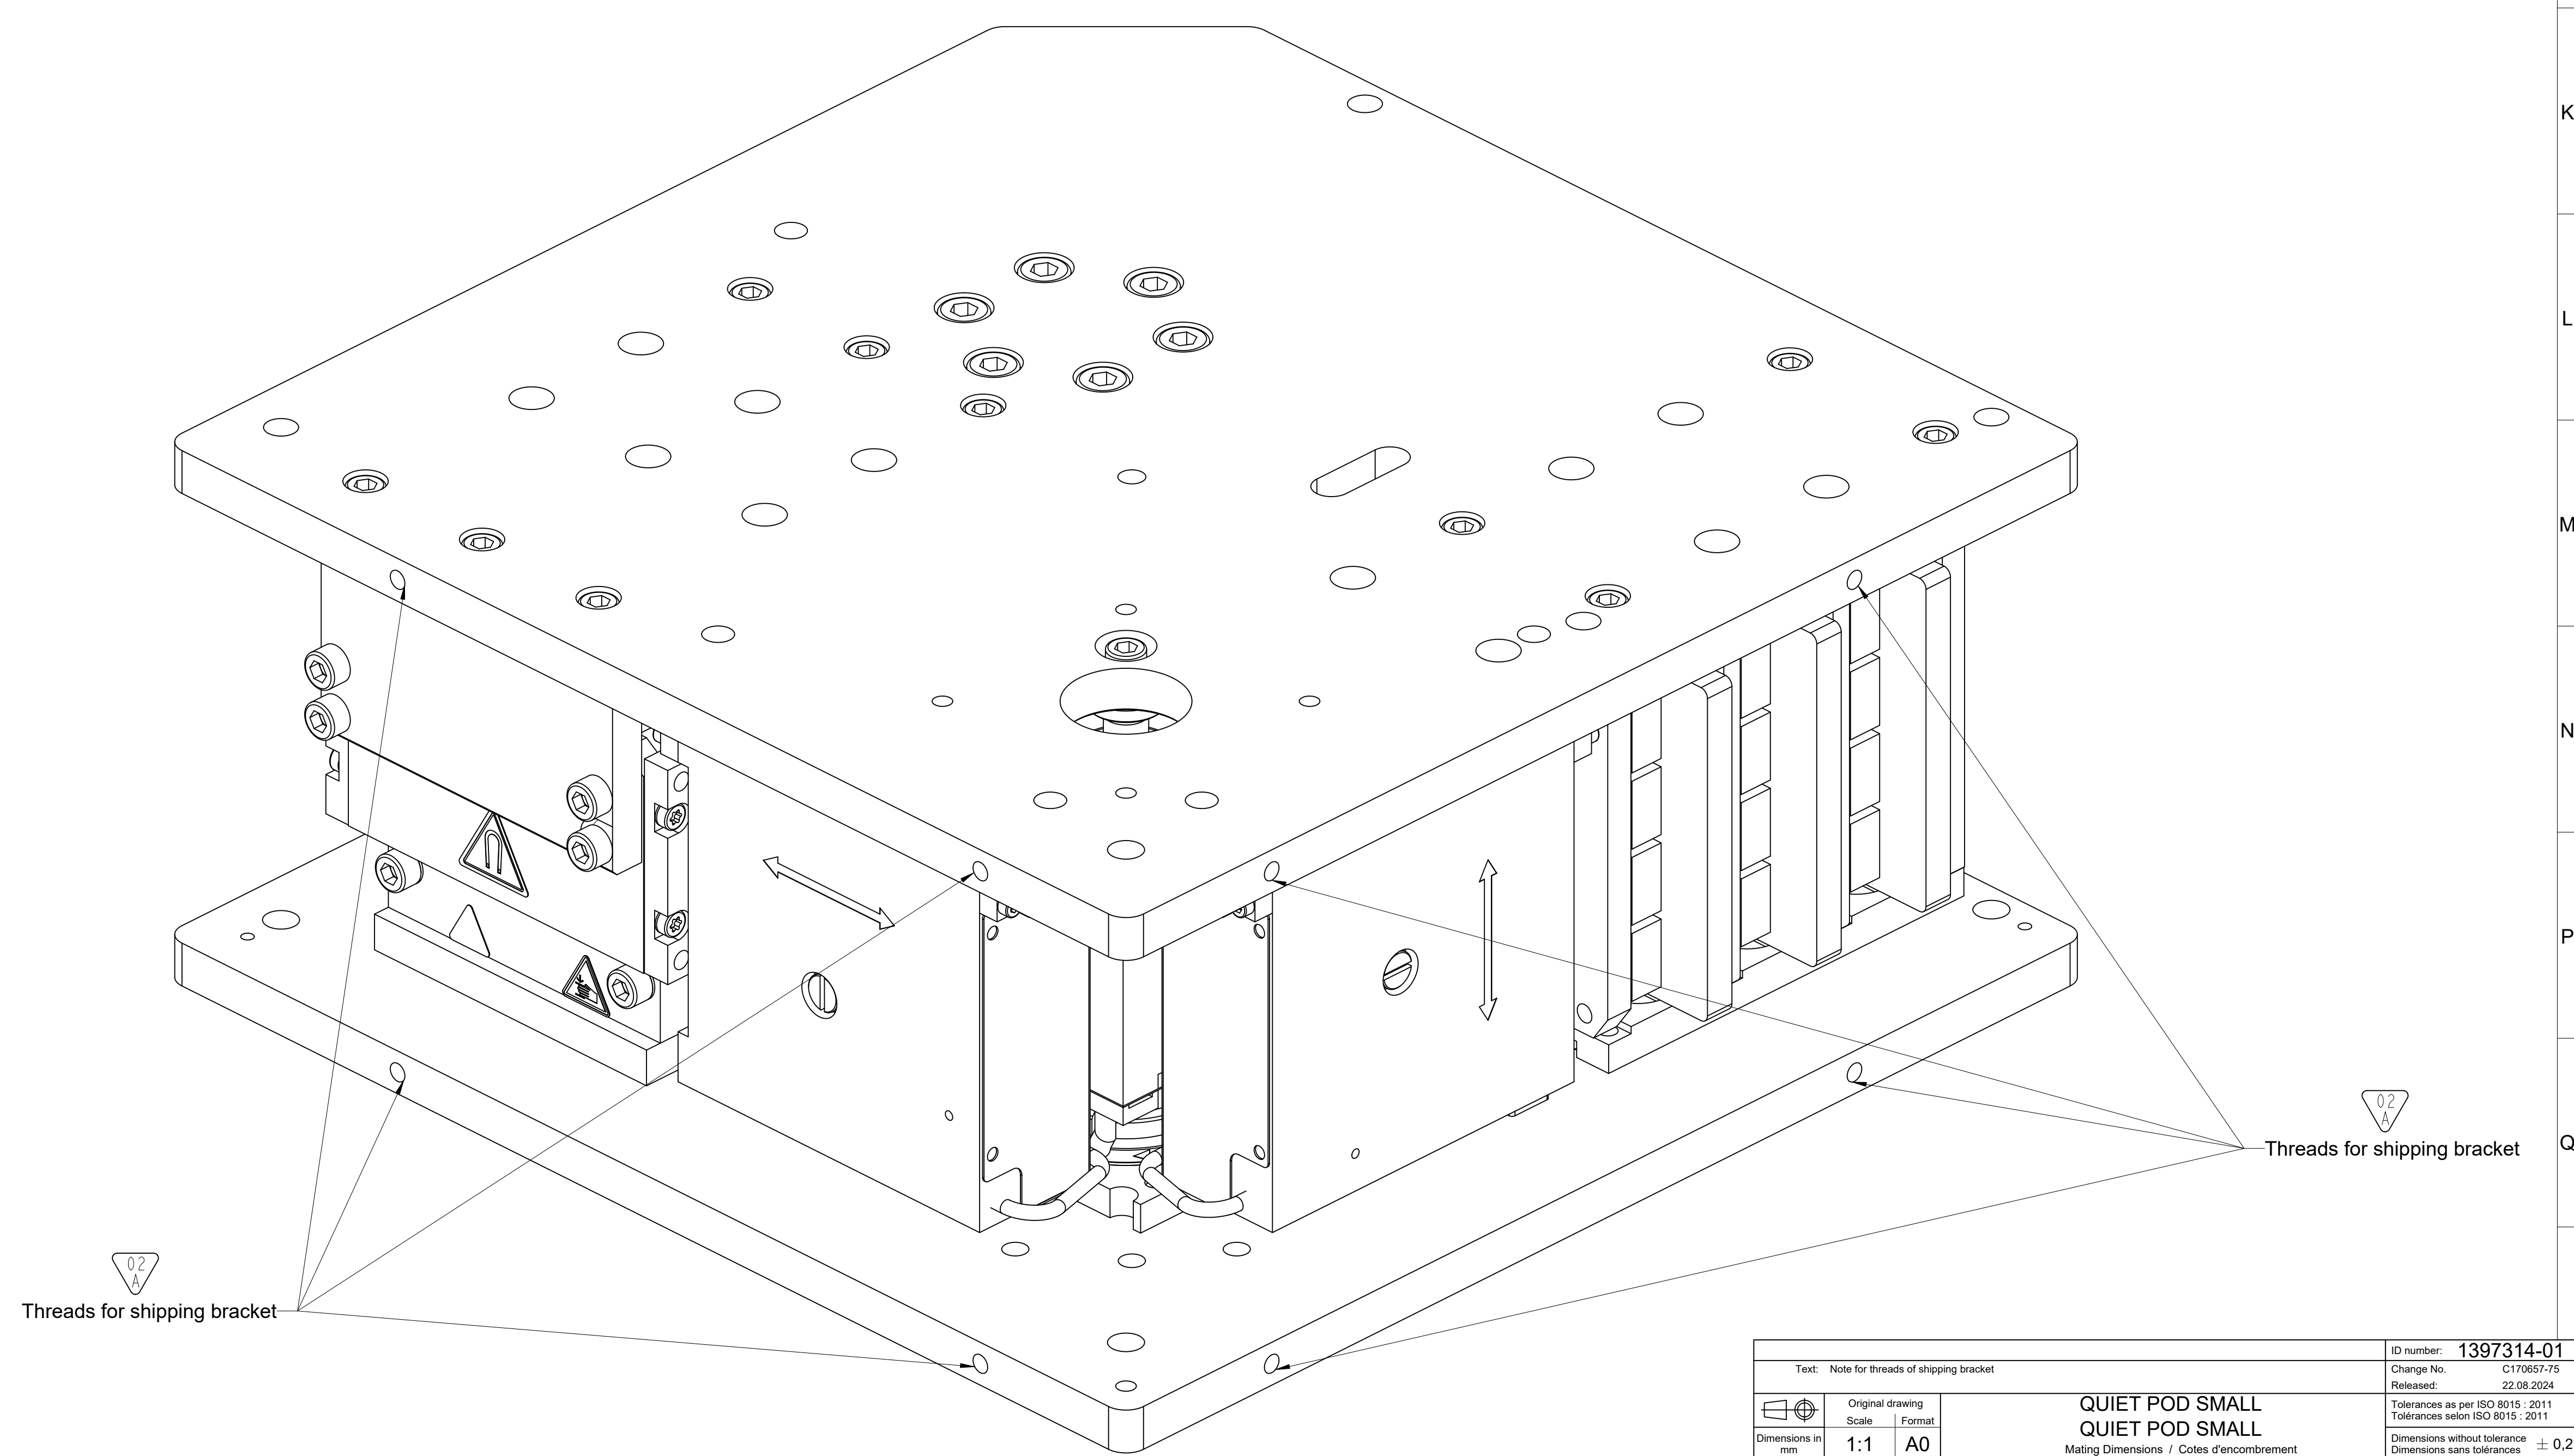 K
L
M
N
P
Q
02
A
Threads for shipping bracket
02
A
Threads for shipping bracket
ID number: 1397314-01
Text: Note for threads of shipping bracket
Change No. C170657-75
Released: 22.08.2024
Original drawing
Scale Format
Dimensions in
mm
1:1 A0
QUIET POD SMALL
QUIET POD SMALL
Mating Dimensions / Cotes d'encombrement
Tolerances as per ISO 8015 : 2011
Tolérances selon ISO 8015 : 2011
Dimensions without tolerance
Dimensions sans tolérances
± 0,2